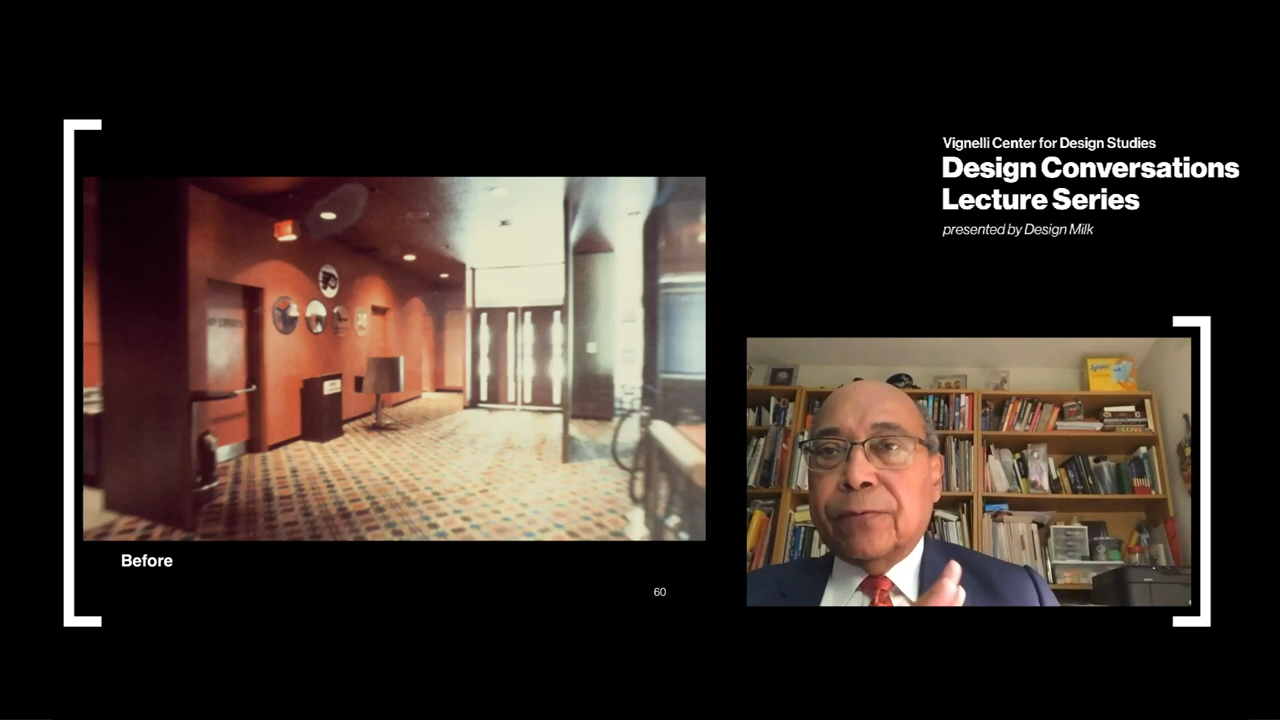 Vignelli Center for Design Studies
Design Conversations
Lecture Series
presented by Design Milk
Before
60